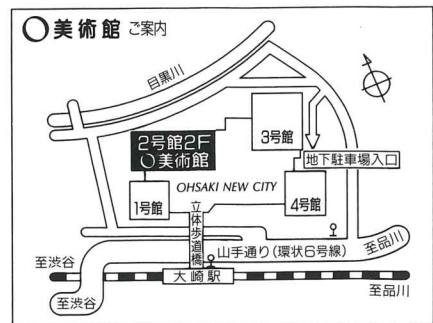 ○美術館 ご案内
目黒川
2号館2F
○美術館
3号館
地下駐車場入口
OHSAKI NEW CITY
1号館
4号館
立体歩道橋
山手通り(環状6号線)
至品川
至渋谷
大崎駅
至渋谷
至品川